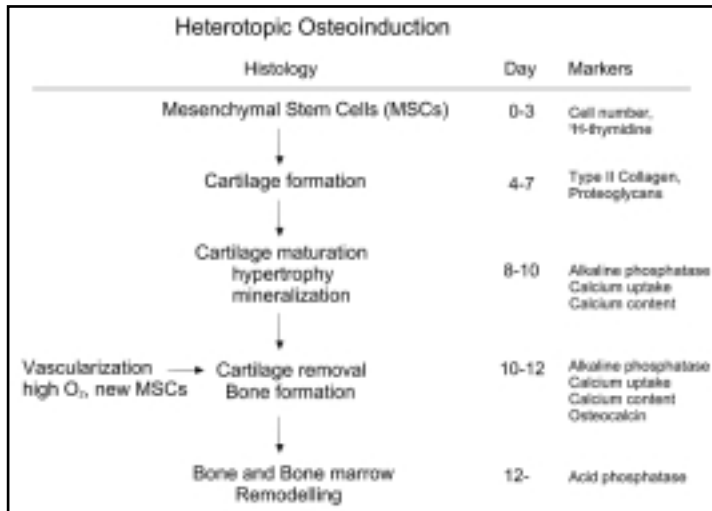 Heterotopic Osteoinduction
Histology Day Markers
Mesenchymal Stem Cells (MSCs) 0-3 Cell number,
³H-thymidine
Cartilage formation 4-7 Type II Collagen,
Proteoglycans
Cartilage maturation
hypertrophy
mineralization
8-10 Alkaline phosphatase
Calcium uptake
Calcium content
Vascularization
high O₂, new MSCs
Cartilage removal
Bone formation
10-12 Alkaline phosphatase
Calcium uptake
Calcium content
Osteocalcin
Bone and Bone marrow
Remodelling
12- Acid phosphatase